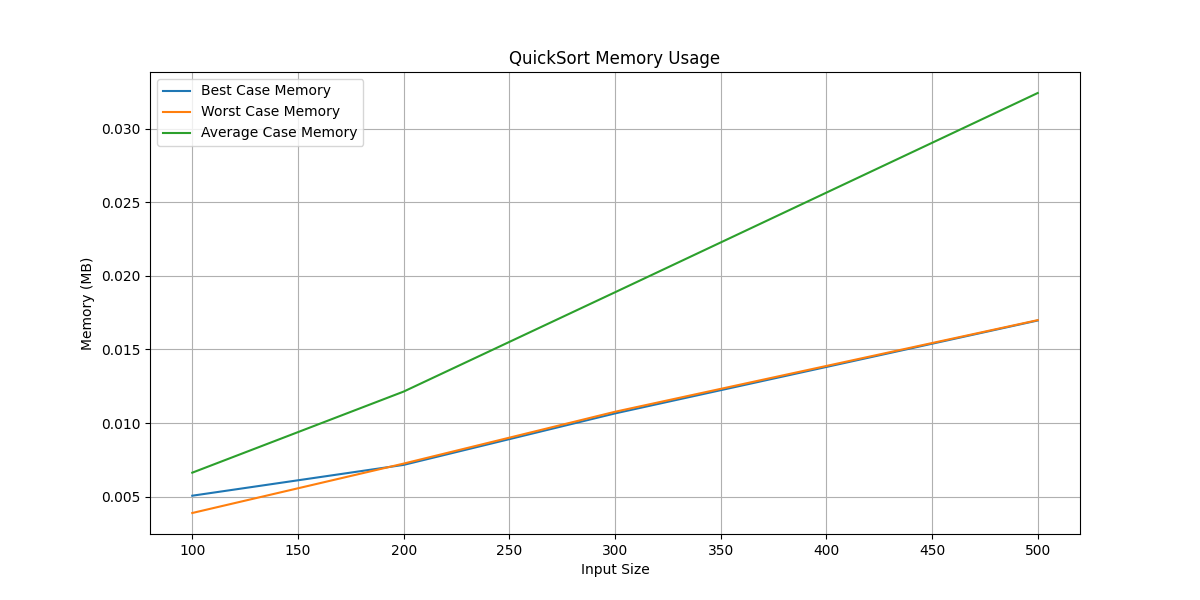 QuickSort Memory Usage
Best Case Memory
Worst Case Memory
Average Case Memory
0.030
0.025
0.020
0.015
0.010
0.005
Memory (MB)
100 150 200 250 300 350 400 450 500
Input Size